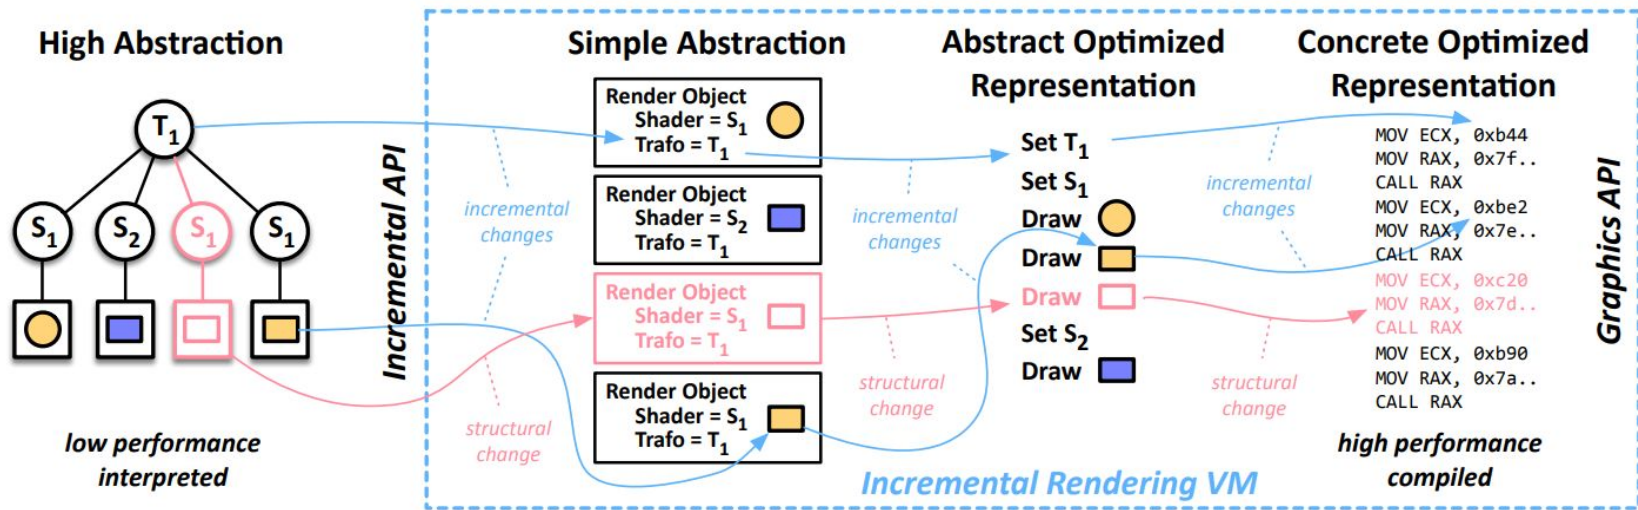 High Abstraction
T1
S1
S2
S1
S1
low performance
interpreted
Incremental API
Simple Abstraction
Render Object
Shader = S1
Trafo = T1
Render Object
Shader = S2
Trafo = T1
Render Object
Shader = S1
Trafo = T1
Render Object
Shader = S1
Trafo = T1
incremental
changes
structural
change
Abstract Optimized
Representation
Set T1
Set S1
Draw
Draw
Draw
Set S2
Draw
incremental
changes
structural
change
Concrete Optimized
Representation
MOV ECX, 0xb44
MOV RAX, 0x7f..
CALL RAX
MOV ECX, 0xbe2
MOV RAX, 0x7e..
CALL RAX
MOV ECX, 0xc20
MOV RAX, 0x7d..
CALL RAX
MOV ECX, 0xb90
MOV RAX, 0x7a..
CALL RAX
incremental
changes
structural
change
high performance
compiled
Graphics API
Incremental Rendering VM